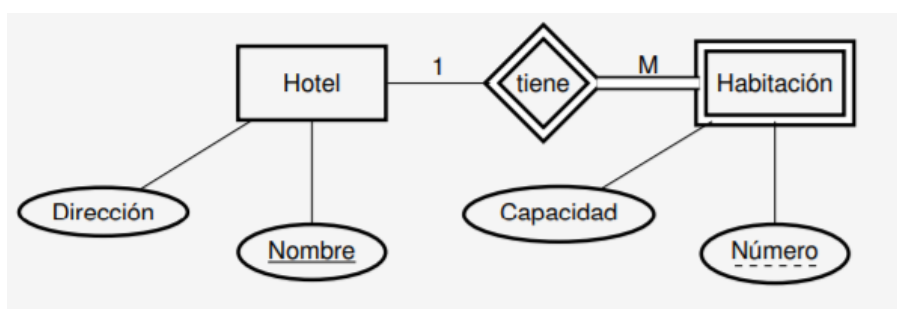 Hotel
1
tiene
M
Habitación
Dirección
Nombre
Capacidad
Número